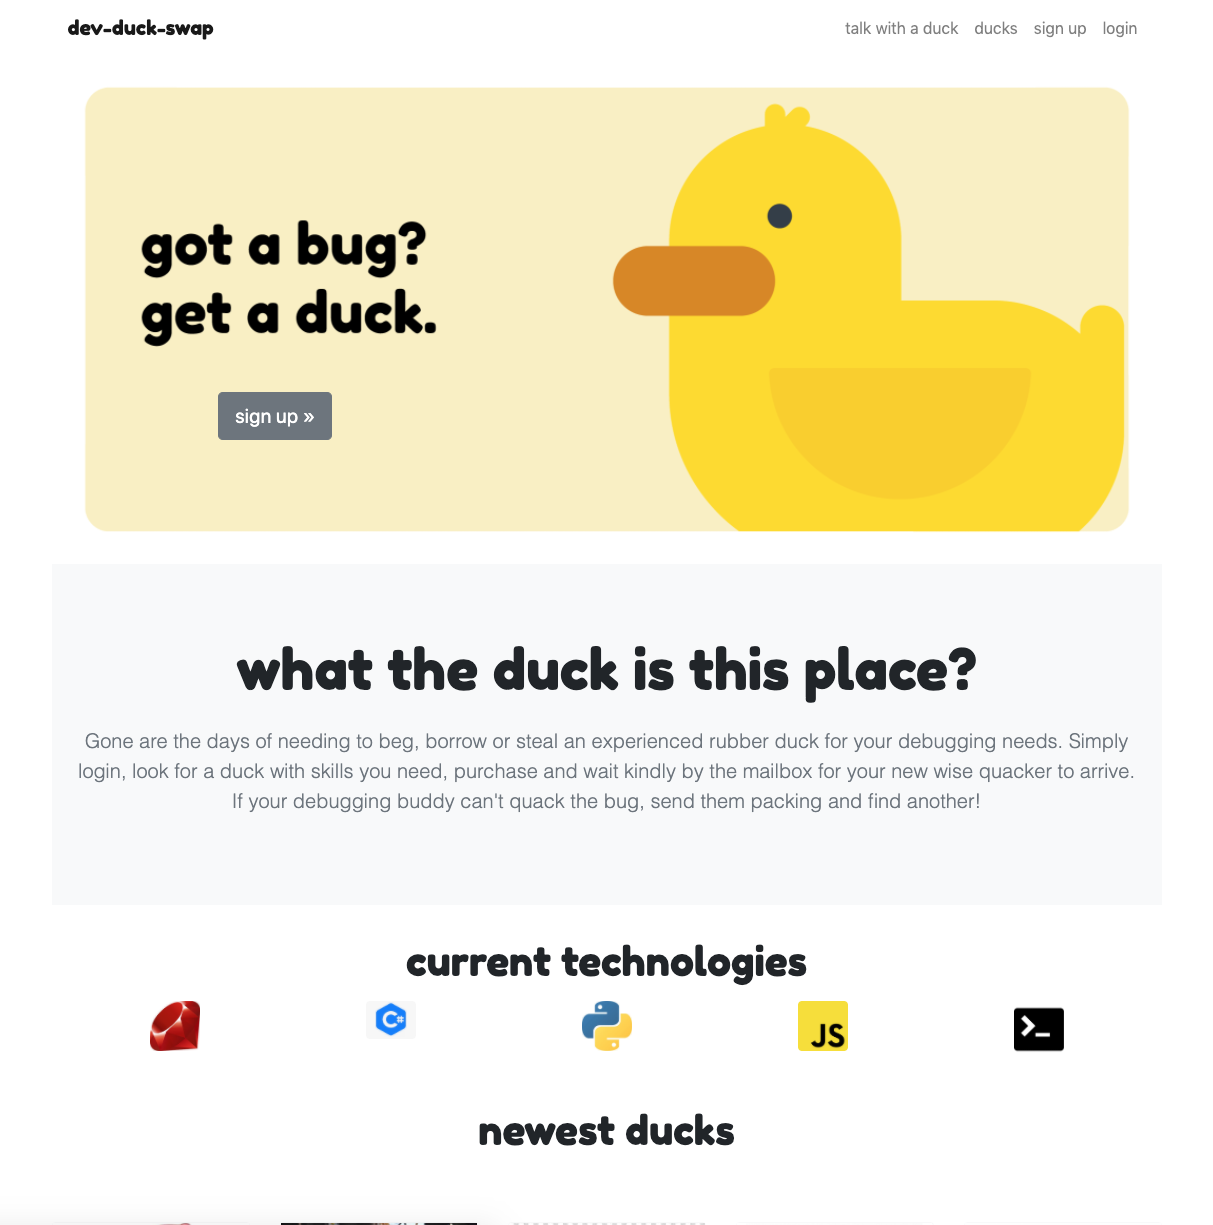 dev-duck-swap
talk with a duck ducks sign up login
got a bug?
get a duck.
sign up »
what the duck is this place?
Gone are the days of needing to beg, borrow or steal an experienced rubber duck for your debugging needs. Simply
login, look for a duck with skills you need, purchase and wait kindly by the mailbox for your new wise quacker to arrive.
If your debugging buddy can't quack the bug, send them packing and find another!
current technologies
C#
JS
>_
newest ducks